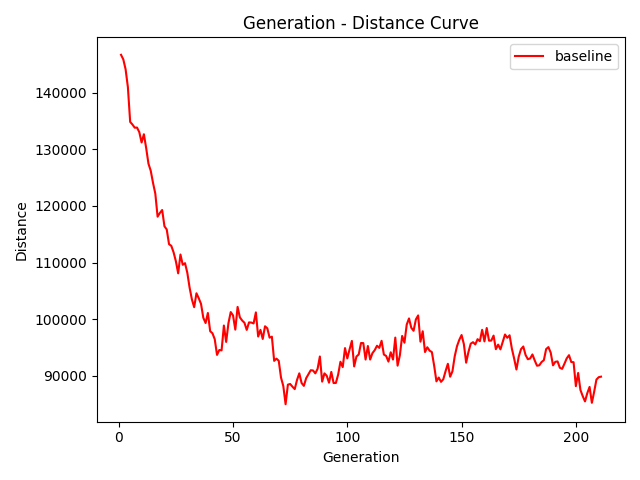 Generation - Distance Curve
baseline
140000
130000
120000
110000
100000
90000
Distance
0
50
100
150
200
Generation